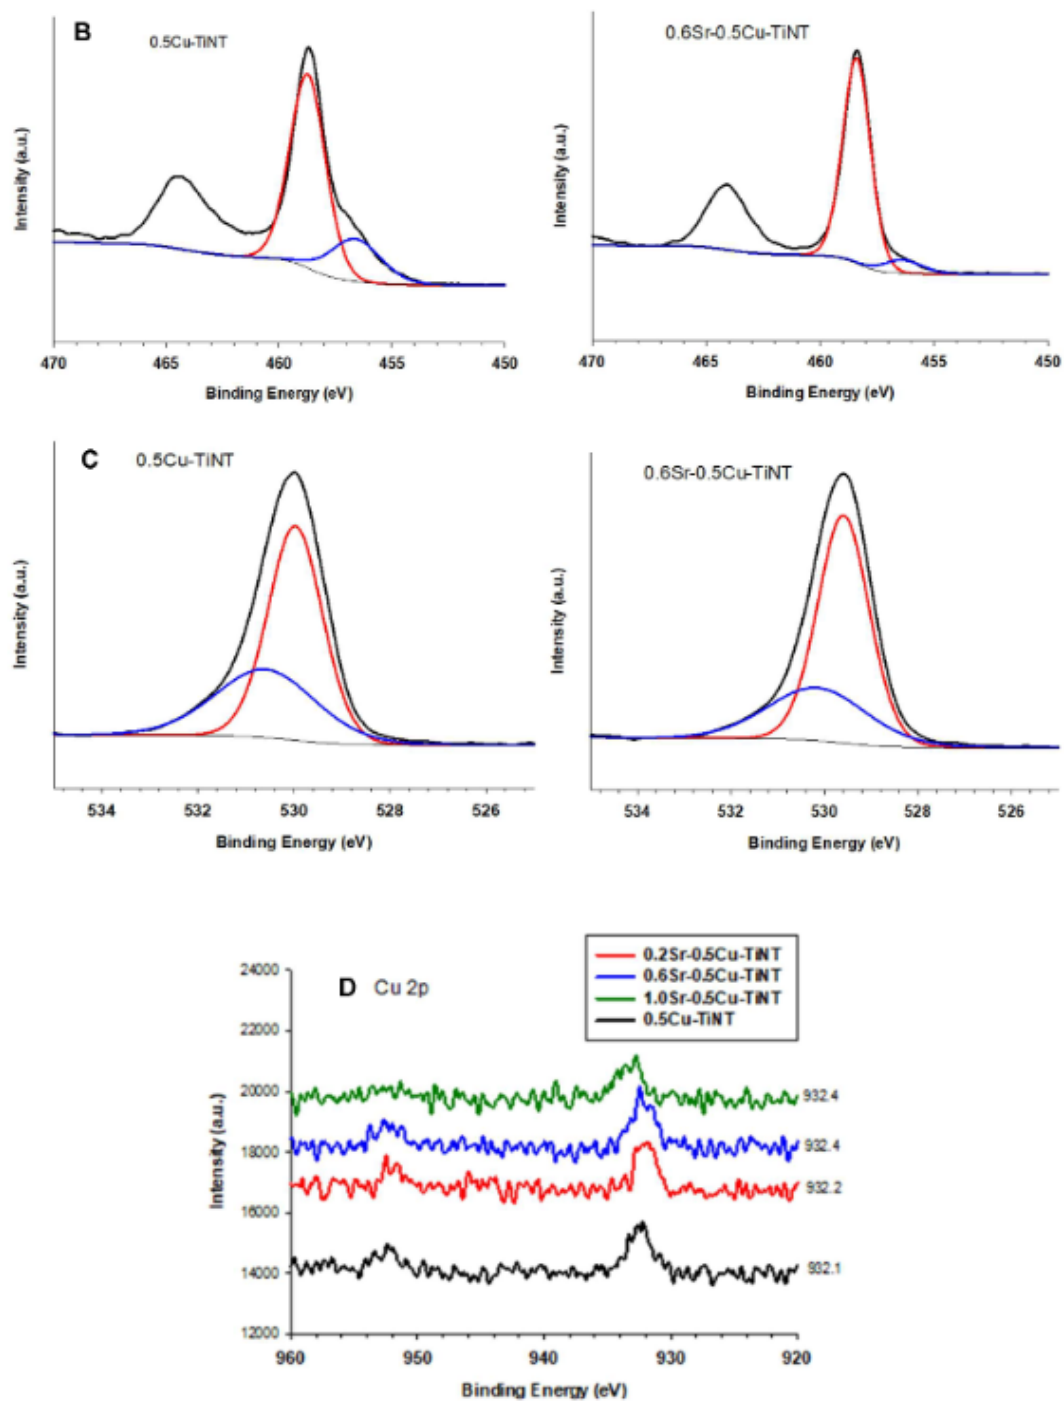 B
0.5Cu-TiNT
Intensity (a.u.)
470 465 460 455 450
Binding Energy (eV)
0.6Sr-0.5Cu-TiNT
Intensity (a.u.)
470 465 460 455 450
Binding Energy (eV)
C
0.5Cu-TiNT
Intensity (a.u.)
534 532 530 528 526
Binding Energy (eV)
0.6Sr-0.5Cu-TiNT
Intensity (a.u.)
534 532 530 528 526
Binding Energy (eV)
0.2Sr-0.5Cu-TiNT
0.6Sr-0.5Cu-TiNT
1.0Sr-0.5Cu-TiNT
0.5Cu-TiNT
D Cu 2p
Intensity (a.u.)
24000
22000
20000
18000
16000
14000
12000
932.4
932.4
932.2
932.1
960 950 940 930 920
Binding Energy (eV)